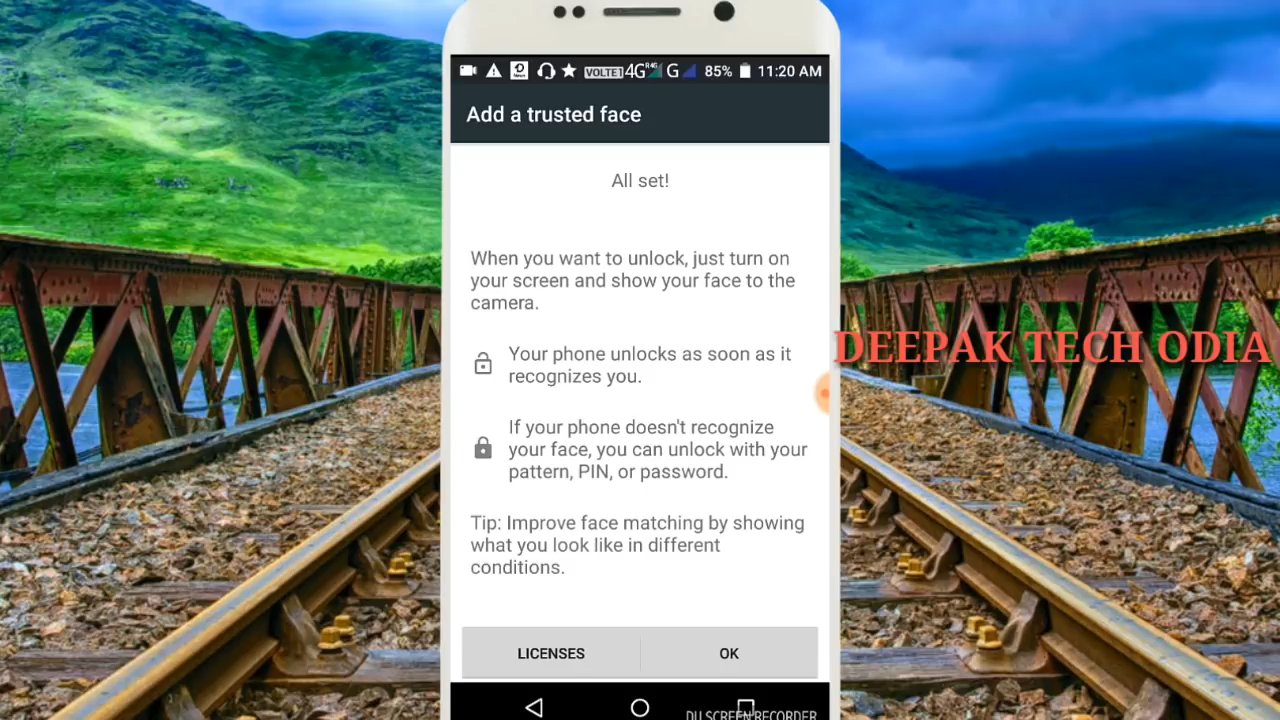 VOLTE1 4G R4G G 85% 11:20 AM
Add a trusted face
All set!
When you want to unlock, just turn on
your screen and show your face to the
camera.
Your phone unlocks as soon as it
recognizes you.
If your phone doesn't recognize
your face, you can unlock with your
pattern, PIN, or password.
Tip: Improve face matching by showing
what you look like in different
conditions.
LICENSES
OK
DEEPAK TECH ODIA
DU SCREEN RECORDER